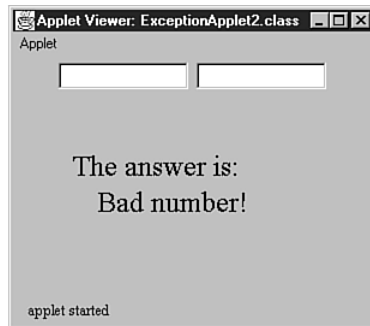 Applet Viewer: ExceptionApplet2.class
Applet
The answer is:
Bad number!
applet started